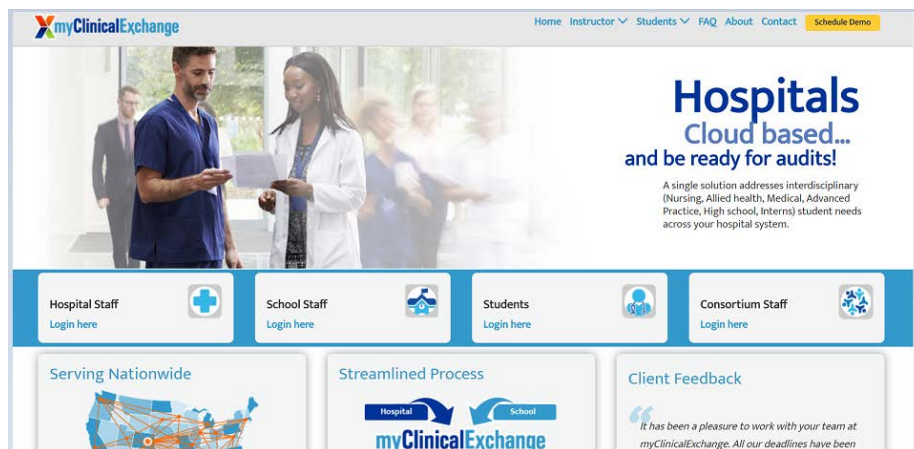 myClinicalExchange
Home Instructor Students FAQ About Contact Schedule Demo
Hospitals
Cloud based...
and be ready for audits!
A single solution addresses interdisciplinary
(Nursing, Allied health, Medical, Advanced
Practice, High school, Interns) student needs
across your hospital system.
Hospital Staff
Login here
School Staff
Login here
Students
Login here
Consortium Staff
Login here
Serving Nationwide
Streamlined Process
Hospital School
myClinicalExchange
Client Feedback
It has been a pleasure to work with your team at
myClinicalExchange. All our deadlines have been